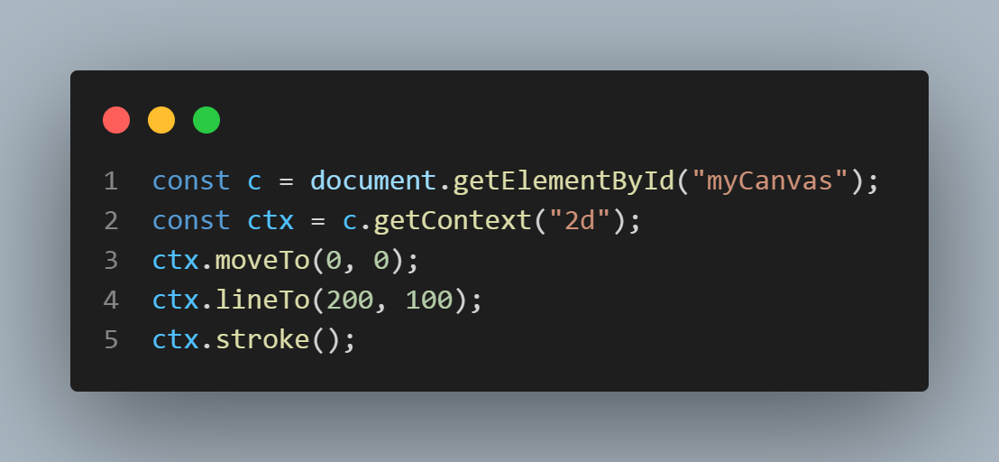 1 const c = document.getElementById("myCanvas");
2 const ctx = c.getContext("2d");
3 ctx.moveTo(0, 0);
4 ctx.lineTo(200, 100);
5 ctx.stroke();